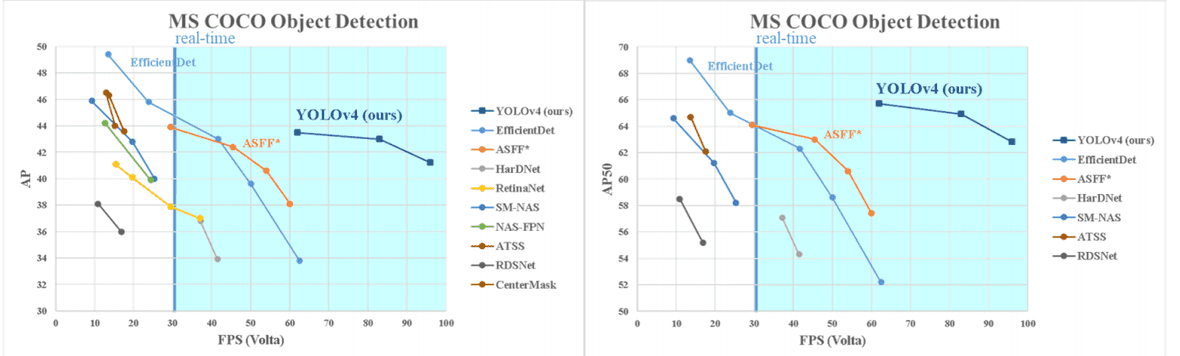 MS COCO Object Detection
real-time
50
48
46
44
42
40
38
36
34
32
30
AP
EfficientDet
YOLOv4 (ours)
ASFF*
0 10 20 30 40 50 60 70 80 90 100
FPS (Volta)
YOLOv4 (ours)
EfficientDet
ASFF*
HarDNet
RetinaNet
SM-NAS
NAS-FPN
ATSS
RDSNet
CenterMask
MS COCO Object Detection
real-time
70
68
66
64
62
60
58
56
54
52
50
AP50
EfficientDet
YOLOv4 (ours)
ASFF*
0 10 20 30 40 50 60 70 80 90 100
FPS (Volta)
YOLOv4 (ours)
EfficientDet
ASFF*
HarDNet
SM-NAS
ATSS
RDSNet